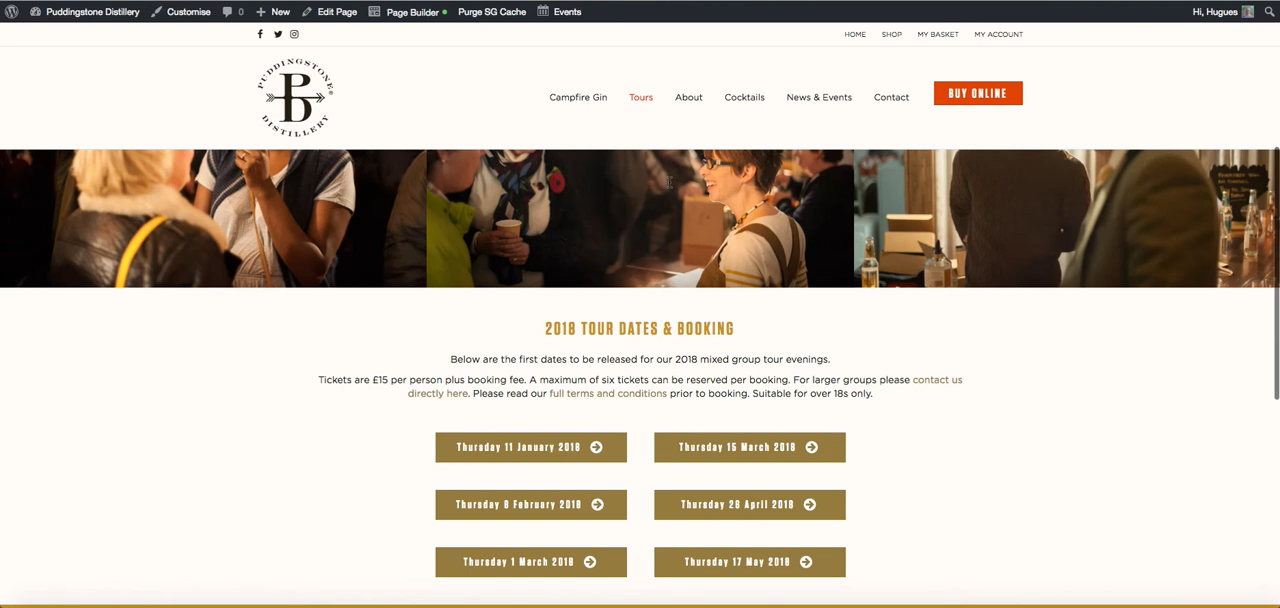 Puddingstone Distillery Customise 0 New Edit Page Page Builder Purge SG Cache Events Hi, Hugues
HOME SHOP MY BASKET MY ACCOUNT
PUDDINGSTONE®
PD
DISTILLERY
Campfire Gin Tours About Cocktails News & Events Contact BUY ONLINE
2018 TOUR DATES & BOOKING
Below are the first dates to be released for our 2018 mixed group tour evenings.
Tickets are £15 per person plus booking fee. A maximum of six tickets can be reserved per booking. For larger groups please contact us
directly here. Please read our full terms and conditions prior to booking. Suitable for over 18s only.
Thursday 11 January 2018 Thursday 15 March 2018
Thursday 8 February 2018 Thursday 26 April 2018
Thursday 1 March 2018 Thursday 17 May 2018